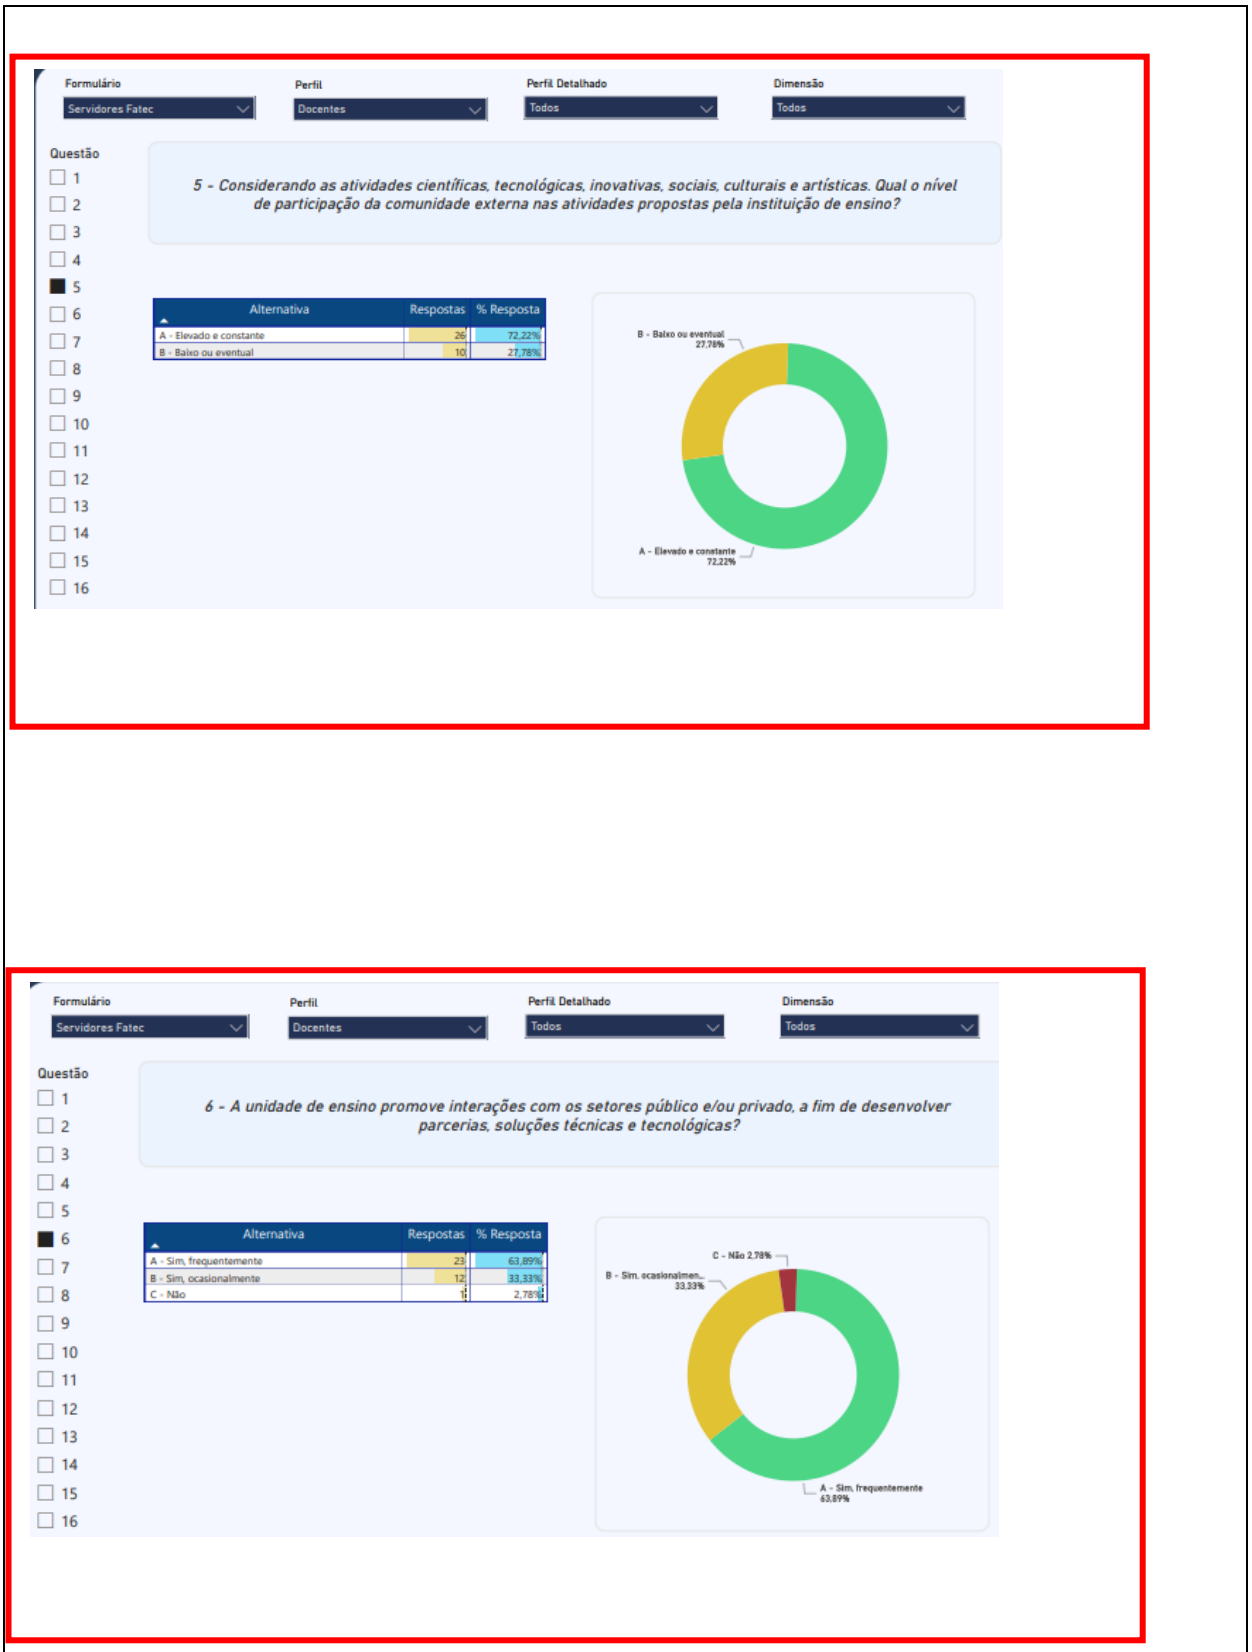 Formulário Perfil Perfil Detalhado Dimensão
Servidores Fatec Docentes Todos Todos
Questão
1
2
3
4
5
6
7
8
9
10
11
12
13
14
15
16
5 - Considerando as atividades científicas, tecnológicas, inovativas, sociais, culturais e artísticas. Qual o nível
de participação da comunidade externa nas atividades propostas pela instituição de ensino?
Alternativa Respostas % Resposta
A - Elevado e constante 26 72,22%
B - Baixo ou eventual 10 27,78%
B - Baixo ou eventual
27,78%
A - Elevado e constante
72,22%
Formulário Perfil Perfil Detalhado Dimensão
Servidores Fatec Docentes Todos Todos
Questão
1
2
3
4
5
6
7
8
9
10
11
12
13
14
15
16
6 - A unidade de ensino promove interações com os setores público e/ou privado, a fim de desenvolver
parcerias, soluções técnicas e tecnológicas?
Alternativa Respostas % Resposta
A - Sim, frequentemente 23 63,89%
B - Sim, ocasionalmente 12 33,33%
C - Não 1 2,78%
C - Não 2,78%
B - Sim, ocasionalmen...
33,33%
A - Sim, frequentemente
63,89%